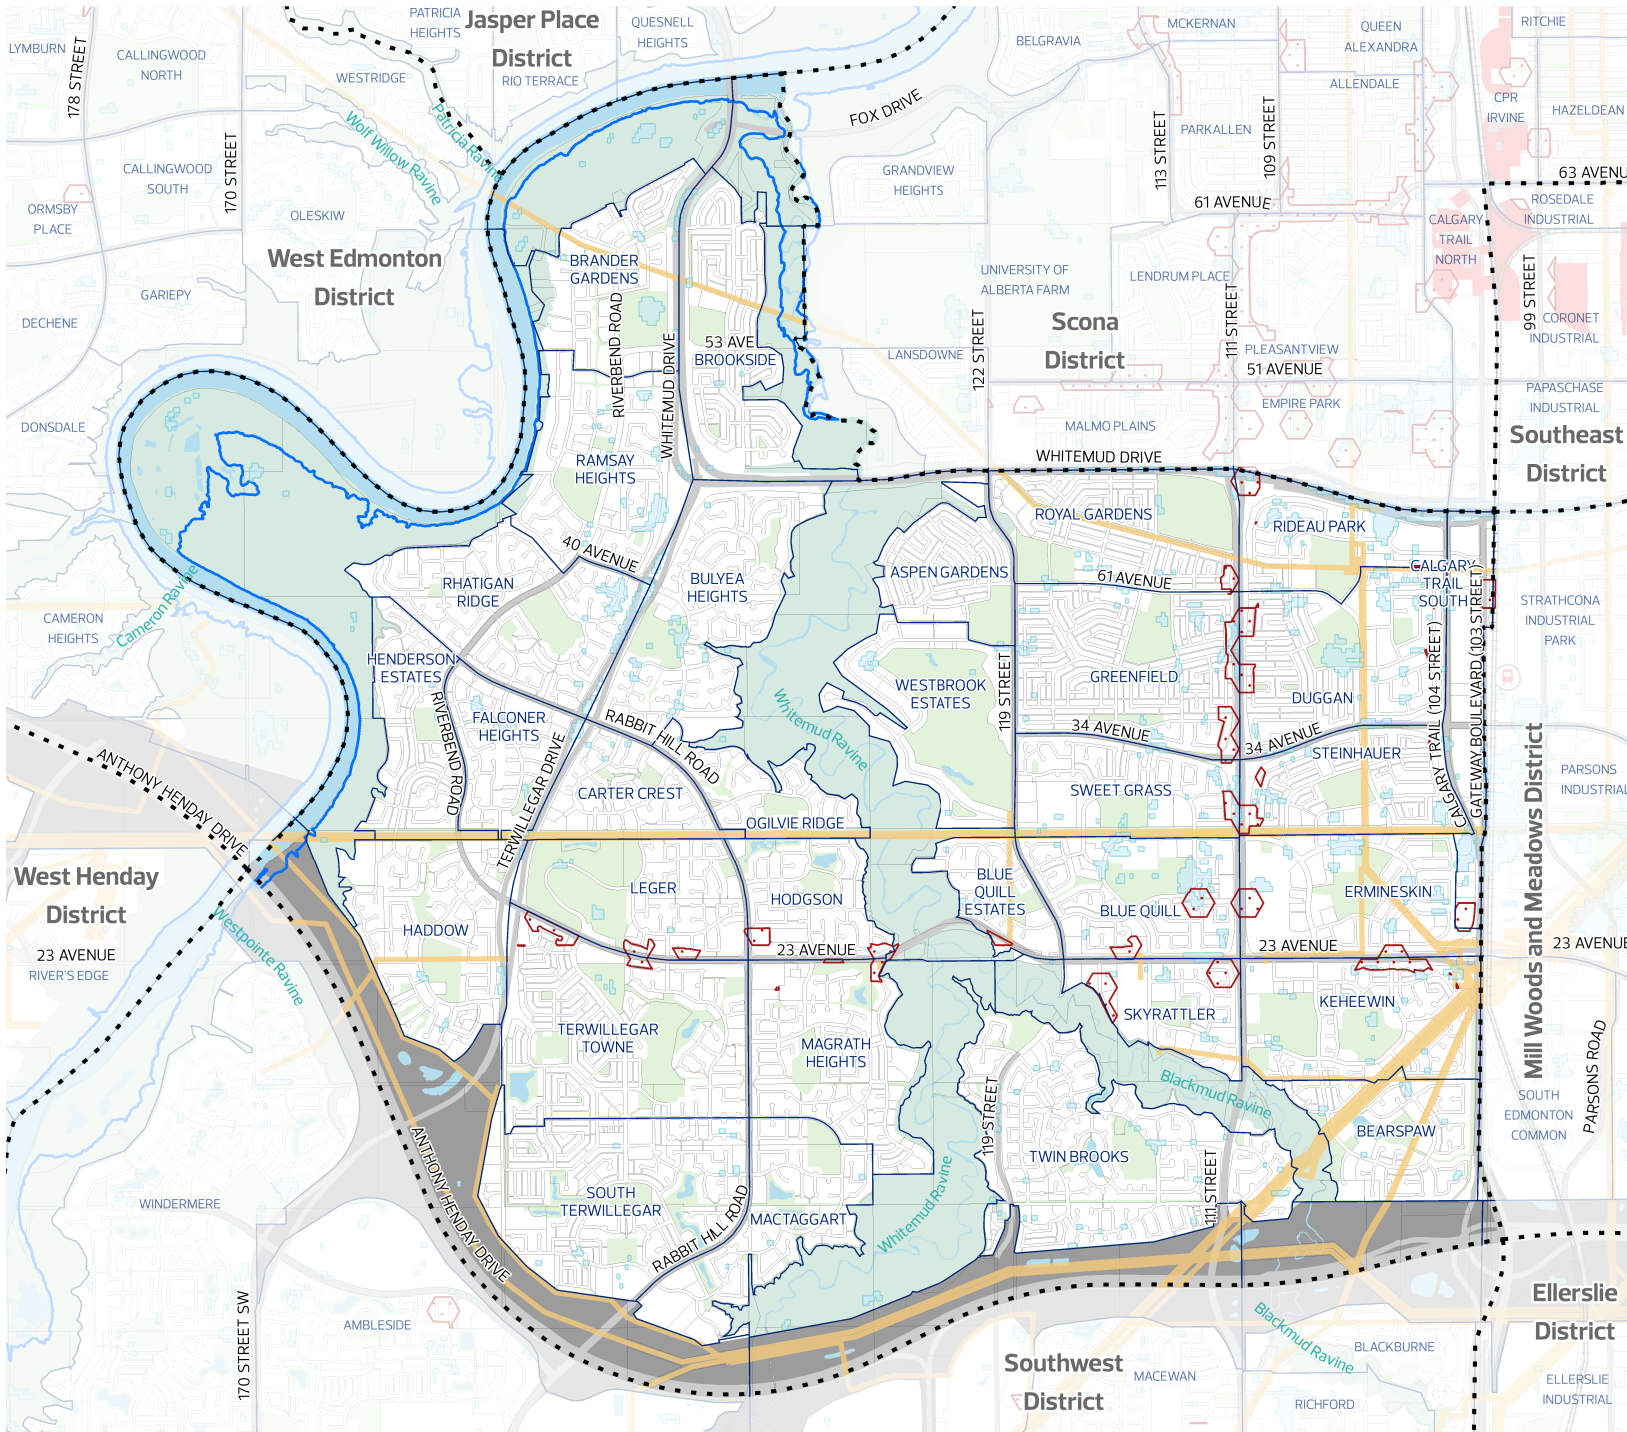 PATRICIA
HEIGHTS
Jasper Place
District
QUESNELL
HEIGHTS
LYMBURN
178 STREET
CALLINGWOOD
NORTH
WESTRIDGE
RIO TERRACE
BELGRAVIA
MCKERNAN
QUEEN
ALEXANDRA
RITCHIE
ALLENDALE
CPR
IRVINE
HAZELDEAN
FOX DRIVE
Wolf Willow Ravine
Patricia Ravine
113 STREET
PARKALLEN
109 STREET
170 STREET
CALLINGWOOD
SOUTH
GRANDVIEW
HEIGHTS
63 AVENU
ORMSBY
PLACE
OLESKIW
61 AVENUE
ROSEDALE
INDUSTRIAL
CALGARY
TRAIL
NORTH
West Edmonton
District
BRANDER
GARDENS
UNIVERSITY OF
ALBERTA FARM
LENDRUM PLACE
99 STREET
GARIEPY
DECHENE
RIVERBEND ROAD
WHITEMUD DRIVE
53 AVE
BROOKSIDE
Scona
District
122 STREET
111 STREET
CORONET
INDUSTRIAL
LANSDOWNE
PLEASANTVIEW
51 AVENUE
PAPASCHASE
INDUSTRIAL
EMPIRE PARK
DONSDALE
MALMO PLAINS
Southeast
District
WHITEMUD DRIVE
RAMSAY
HEIGHTS
ROYAL GARDENS
RIDEAU PARK
40 AVENUE
RHATIGAN
RIDGE
BULYEA
HEIGHTS
ASPEN GARDENS
61 AVENUE
CALGARY
TRAIL
SOUTH
STRATHCONA
INDUSTRIAL
PARK
Cameron Ravine
CAMERON
HEIGHTS
HENDERSON
ESTATES
WESTBROOK
ESTATES
119 STREET
GREENFIELD
DUGGAN
CALGARY TRAIL (104 STREET)
GATEWAY BOULEVARD (103 STREET)
RIVERBEND ROAD
FALCONER
HEIGHTS
RABBIT HILL ROAD
Whitemud Ravine
34 AVENUE
34 AVENUE
STEINHAUER
ANTHONY HENDAY DRIVE
TERWILLEGAR DRIVE
CARTER CREST
SWEET GRASS
PARSONS
INDUSTRIAL
OGILVIE RIDGE
Mill Woods and Meadows District
West Henday
District
LEGER
HODGSON
BLUE
QUILL
ESTATES
BLUE QUILL
ERMINESKIN
HADDOW
23 AVENUE
23 AVENUE
23 AVENUE
23 AVENUE
RIVER'S EDGE
Westpointe Ravine
KEHEEWIN
SKYRATTLER
TERWILLEGAR
TOWNE
MAGRATH
HEIGHTS
PARSONS ROAD
SOUTH
EDMONTON
COMMON
119 STREET
Blackmud Ravine
BEARSPAW
TWIN BROOKS
ANTHONY HENDAY DRIVE
WINDERMERE
SOUTH
TERWILLEGAR
Whitemud Ravine
111 STREET
MACTAGGART
RABBIT HILL ROAD
170 STREET SW
AMBLESIDE
Ellerslie
District
Blackmud Ravine
BLACKBURNE
Southwest
District
MACEWAN
RICHFORD
ELLERSLIE
INDUSTRIAL